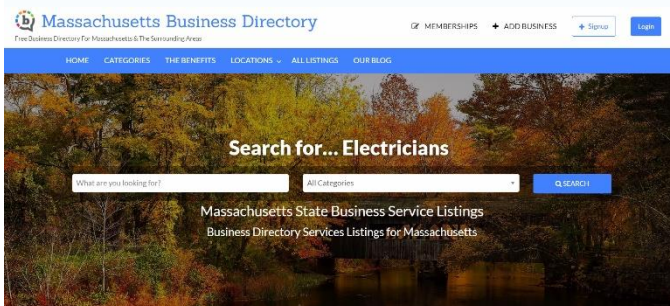 Massachusetts Business Directory
Free Business Directory For Massachusetts & The Surrounding Areas
MEMBERSHIPS + ADD BUSINESS + Signup Login
HOME CATEGORIES THE BENEFITS LOCATIONS ALL LISTINGS OUR BLOG
Search for... Electricians
What are you looking for? All Categories SEARCH
Massachusetts State Business Service Listings
Business Directory Services Listings for Massachusetts